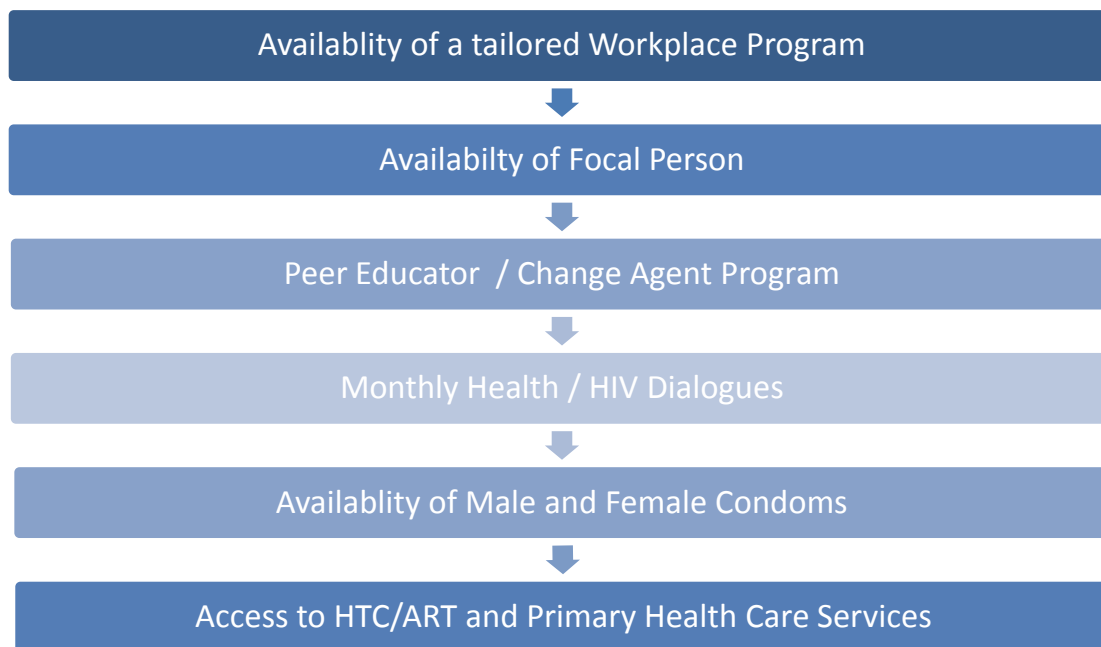 Availablity of a tailored Workplace Program
Availabilty of Focal Person
Peer Educator  / Change Agent Program
Monthly Health / HIV Dialogues
Availablity of Male and Female Condoms
Access to HTC/ART and Primary Health Care Services